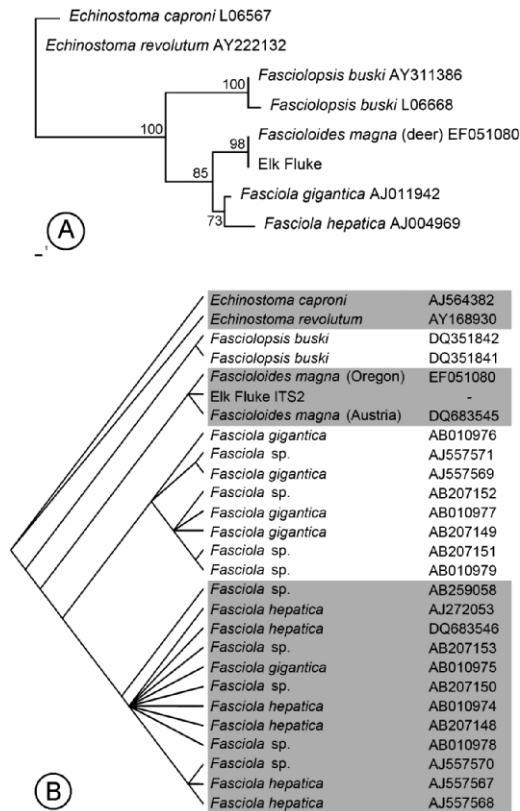 Echinostoma caproni L06567
Echinostoma revolutum AY222132
100
Fasciolopsis buski AY311386
Fasciolopsis buski L06668
100
98
Fascioloides magna (deer) EF051080
Elk Fluke
85
Fasciola gigantica AJ011942
73
Fasciola hepatica AJ004969
A
1
Echinostoma caproni AJ564382
Echinostoma revolutum AY168930
Fasciolopsis buski DQ351842
Fasciolopsis buski DQ351841
Fascioloides magna (Oregon) EF051080
Elk Fluke ITS2 -
Fascioloides magna (Austria) DQ683545
Fasciola gigantica AB010976
Fasciola sp. AJ557571
Fasciola gigantica AJ557569
Fasciola sp. AB207152
Fasciola gigantica AB010977
Fasciola gigantica AB207149
Fasciola sp. AB207151
Fasciola sp. AB010979
Fasciola sp. AB259058
Fasciola hepatica AJ272053
Fasciola hepatica DQ683546
Fasciola sp. AB207153
Fasciola gigantica AB010975
Fasciola sp. AB207150
Fasciola hepatica AB010974
Fasciola hepatica AB207148
Fasciola sp. AB010978
Fasciola sp. AJ557570
Fasciola hepatica AJ557567
Fasciola hepatica AJ557568
B